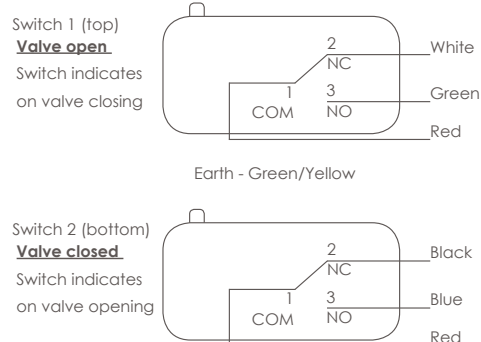 Switch 1 (top)
Valve open
Switch indicates
on valve closing
2
NC
1
COM
3
NO
White
Green
Red
Earth - Green/Yellow
Switch 2 (bottom)
Valve closed
Switch indicates
on valve opening
2
NC
1
COM
3
NO
Black
Blue
Red